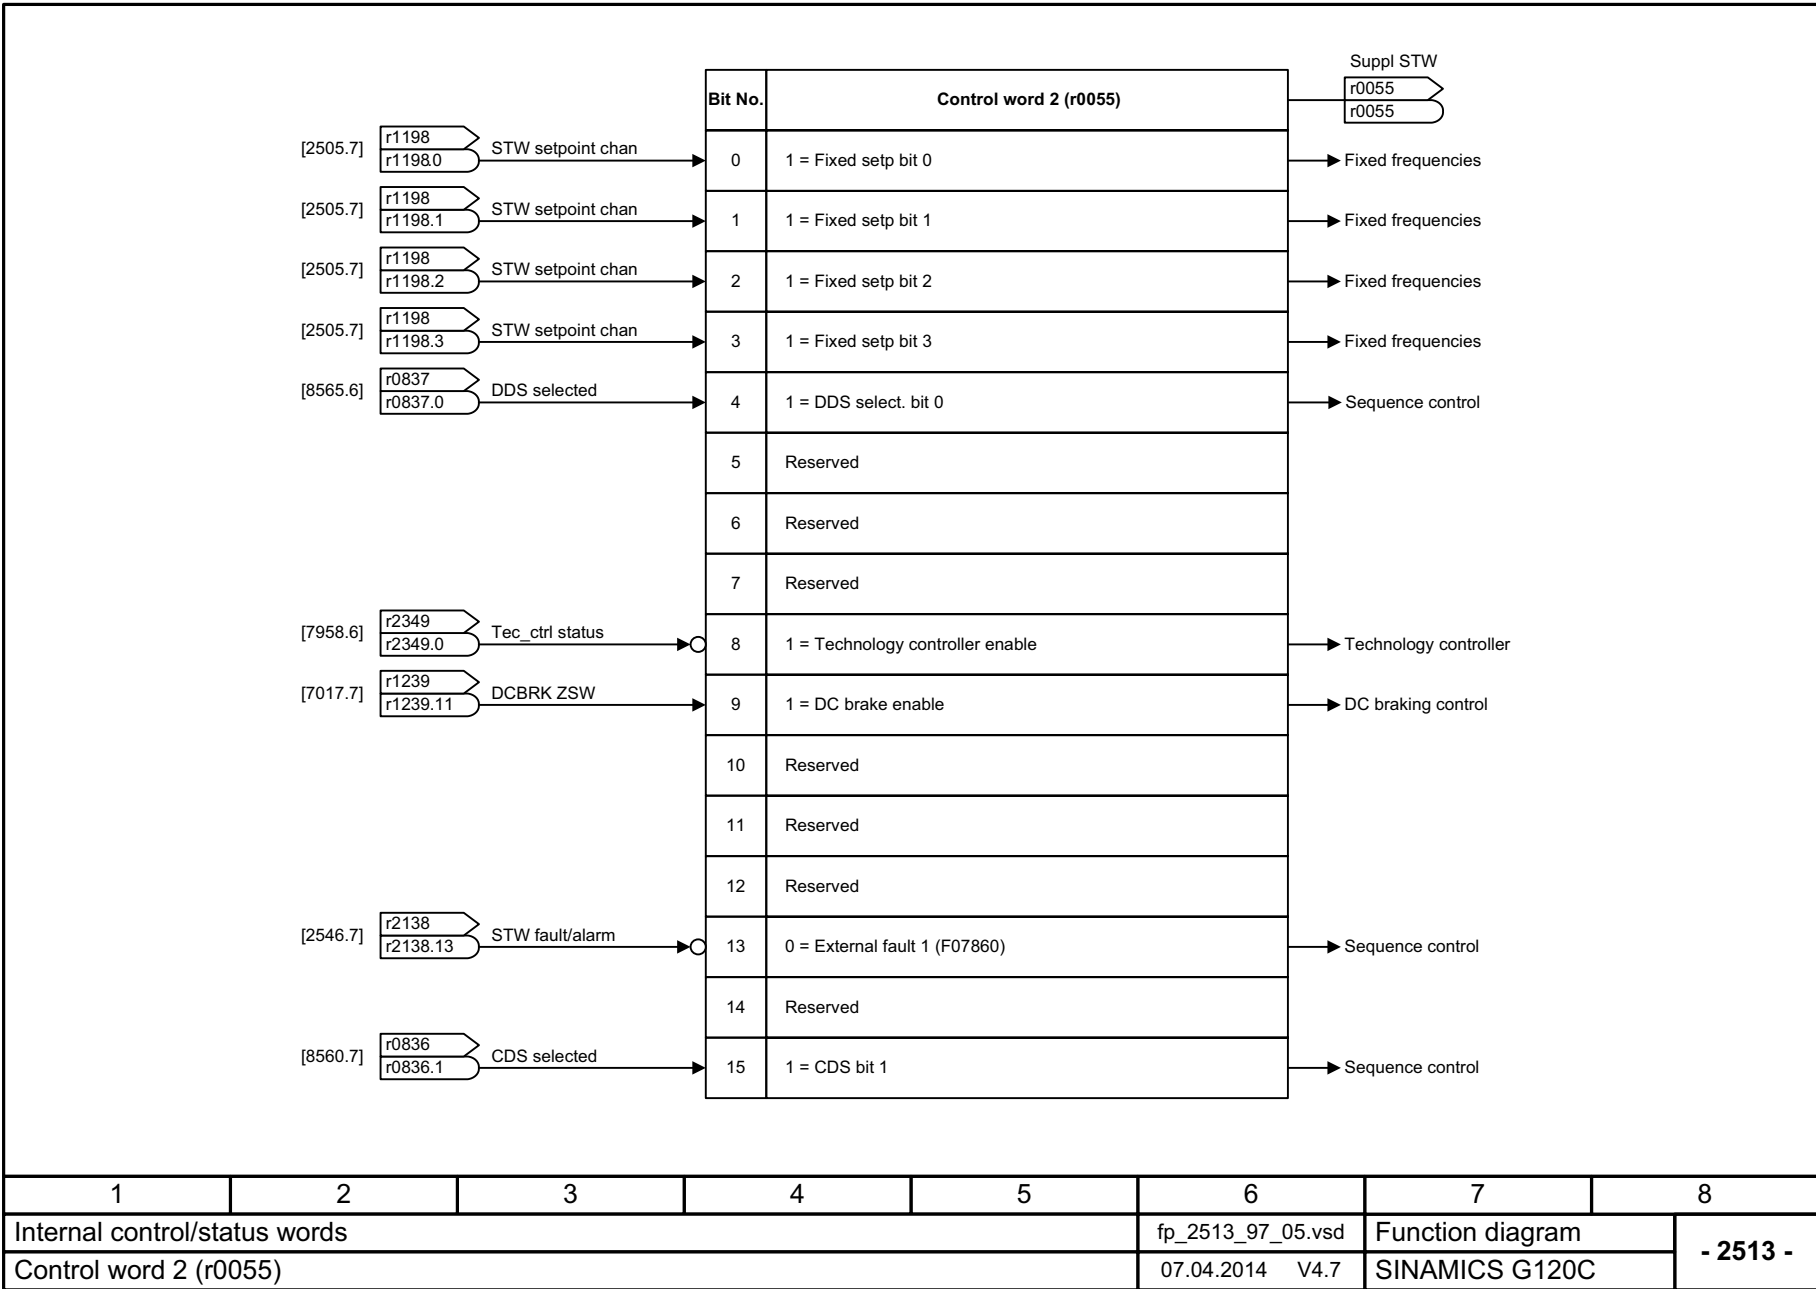 Suppl STW
r0055
r0055
Bit No. Control word 2 (r0055)
[2505.7] r1198 r1198.0 STW setpoint chan 0 1 = Fixed setp bit 0 Fixed frequencies
[2505.7] r1198 r1198.1 STW setpoint chan 1 1 = Fixed setp bit 1 Fixed frequencies
[2505.7] r1198 r1198.2 STW setpoint chan 2 1 = Fixed setp bit 2 Fixed frequencies
[2505.7] r1198 r1198.3 STW setpoint chan 3 1 = Fixed setp bit 3 Fixed frequencies
[8565.6] r0837 r0837.0 DDS selected 4 1 = DDS select. bit 0 Sequence control
5 Reserved
6 Reserved
7 Reserved
[7958.6] r2349 r2349.0 Tec_ctrl status 8 1 = Technology controller enable Technology controller
[7017.7] r1239 r1239.11 DCBRK ZSW 9 1 = DC brake enable DC braking control
10 Reserved
11 Reserved
12 Reserved
[2546.7] r2138 r2138.13 STW fault/alarm 13 0 = External fault 1 (F07860) Sequence control
14 Reserved
[8560.7] r0836 r0836.1 CDS selected 15 1 = CDS bit 1 Sequence control
1 2 3 4 5 6 7 8
Internal control/status words fp_2513_97_05.vsd Function diagram - 2513 -
Control word 2 (r0055) 07.04.2014 V4.7 SINAMICS G120C